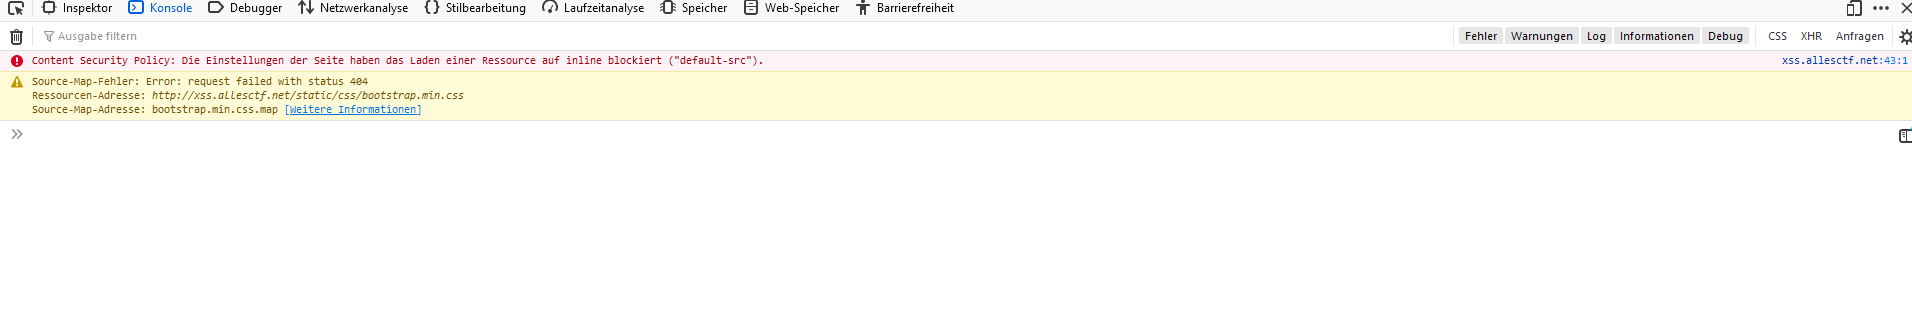 Inspektor Konsole Debugger Netzwerkanalyse Stilbearbeitung Laufzeitanalyse Speicher Web-Speicher Barrierefreiheit
Ausgabe filtern Fehler Warnungen Log Informationen Debug CSS XHR Anfragen
Content Security Policy: Die Einstellungen der Seite haben das Laden einer Ressource auf inline blockiert ("default-src"). xss.allesctf.net:43:1
Source-Map-Fehler: Error: request failed with status 404
Ressourcen-Adresse: http://xss.allesctf.net/static/css/bootstrap.min.css
Source-Map-Adresse: bootstrap.min.css.map [Weitere Informationen]